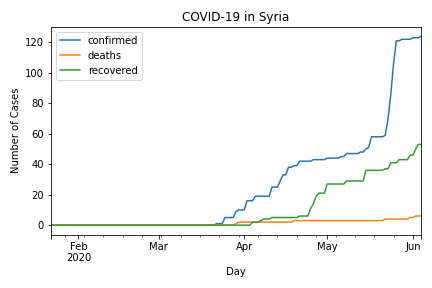 COVID-19 in Syria
confirmed
deaths
recovered
Number of Cases
120
100
80
60
40
20
0
Feb
2020
Mar
Apr
May
Jun
Day